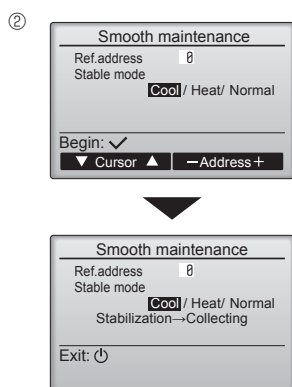 ②
Smooth maintenance
Ref.address 0
Stable mode
Cool / Heat/ Normal
Begin: ✓
▼ Cursor ▲ −Address+
Smooth maintenance
Ref.address 0
Stable mode
Cool / Heat/ Normal
Stabilization→Collecting
Exit: ⏻